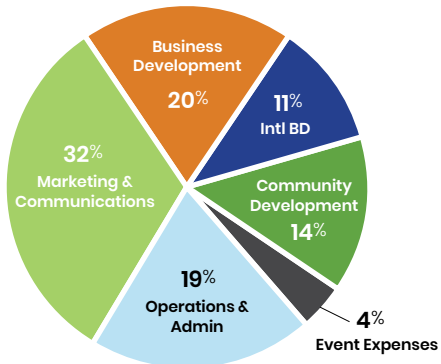 Business
Development
20%
11%
Intl BD
32%
Marketing &
Communications
Community
Development
14%
19%
Operations &
Admin
4%
Event Expenses